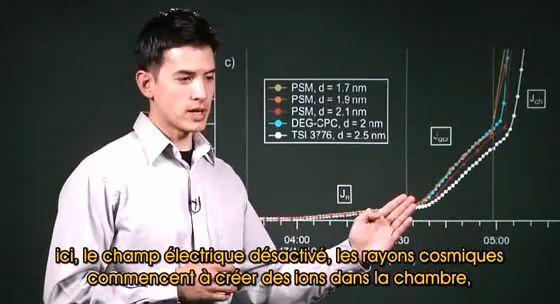 c)
PSM, d = 1.7 nm
PSM, d = 1.9 nm
PSM, d = 2.1 nm
DEG-CPC, d = 2 nm
TSI 3776, d = 2.5 nm
Jch
Jgcr
Jn
04:00
05:00
ici, le champ électrique désactivé, les rayons cosmiques
commencent à créer des ions dans la chambre,